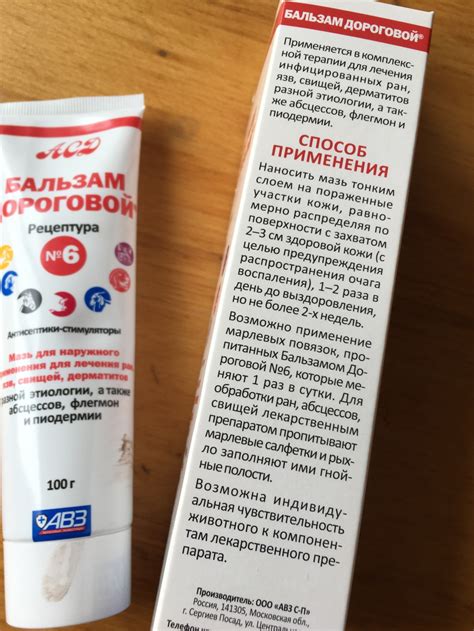 АСД
БАЛЬЗАМ
ДОРОГОВОЙ®
Рецептура
№6
Антисептики-стимуляторы
Мазь для наружного
применения для лечения ран,
язв, свищей, дерматитов
разной этиологии, а также
абсцессов, флегмон
и пиодермии
100 г
АВЗ
БАЛЬЗАМ ДОРОГОВОЙ®
Применяется в комплекс-
ной терапии для лечения
инфицированных ран,
язв, свищей, дерматитов
разной этиологии, а так-
же абсцессов, флегмон и
пиодермии.
СПОСОБ
ПРИМЕНЕНИЯ
Наносить мазь тонким
слоем на пораженные
участки кожи, равно-
мерно распределяя по
поверхности с захватом
2–3 см здоровой кожи (с
целью предупреждения
распространения очага
воспаления), 1–2 раза в
день до выздоровления,
но не более 2-х недель.
Возможно применение
марлевых повязок, про-
питанных Бальзамом До-
роговой №6, которые ме-
няют 1 раз в сутки. Для
обработки ран, абсцессов,
свищей лекарственным
препаратом пропитывают
марлевые салфетки и рых-
ло заполняют ими гной-
ные полости.
Возможна индивиду-
альная чувствительность
животного к компонен-
там лекарственного пре-
парата.
Производитель: ООО «АВЗ С-П»
Россия, 141305, Московская обл.,
г. Сергиев Посад, ул. Центральная
Телефон